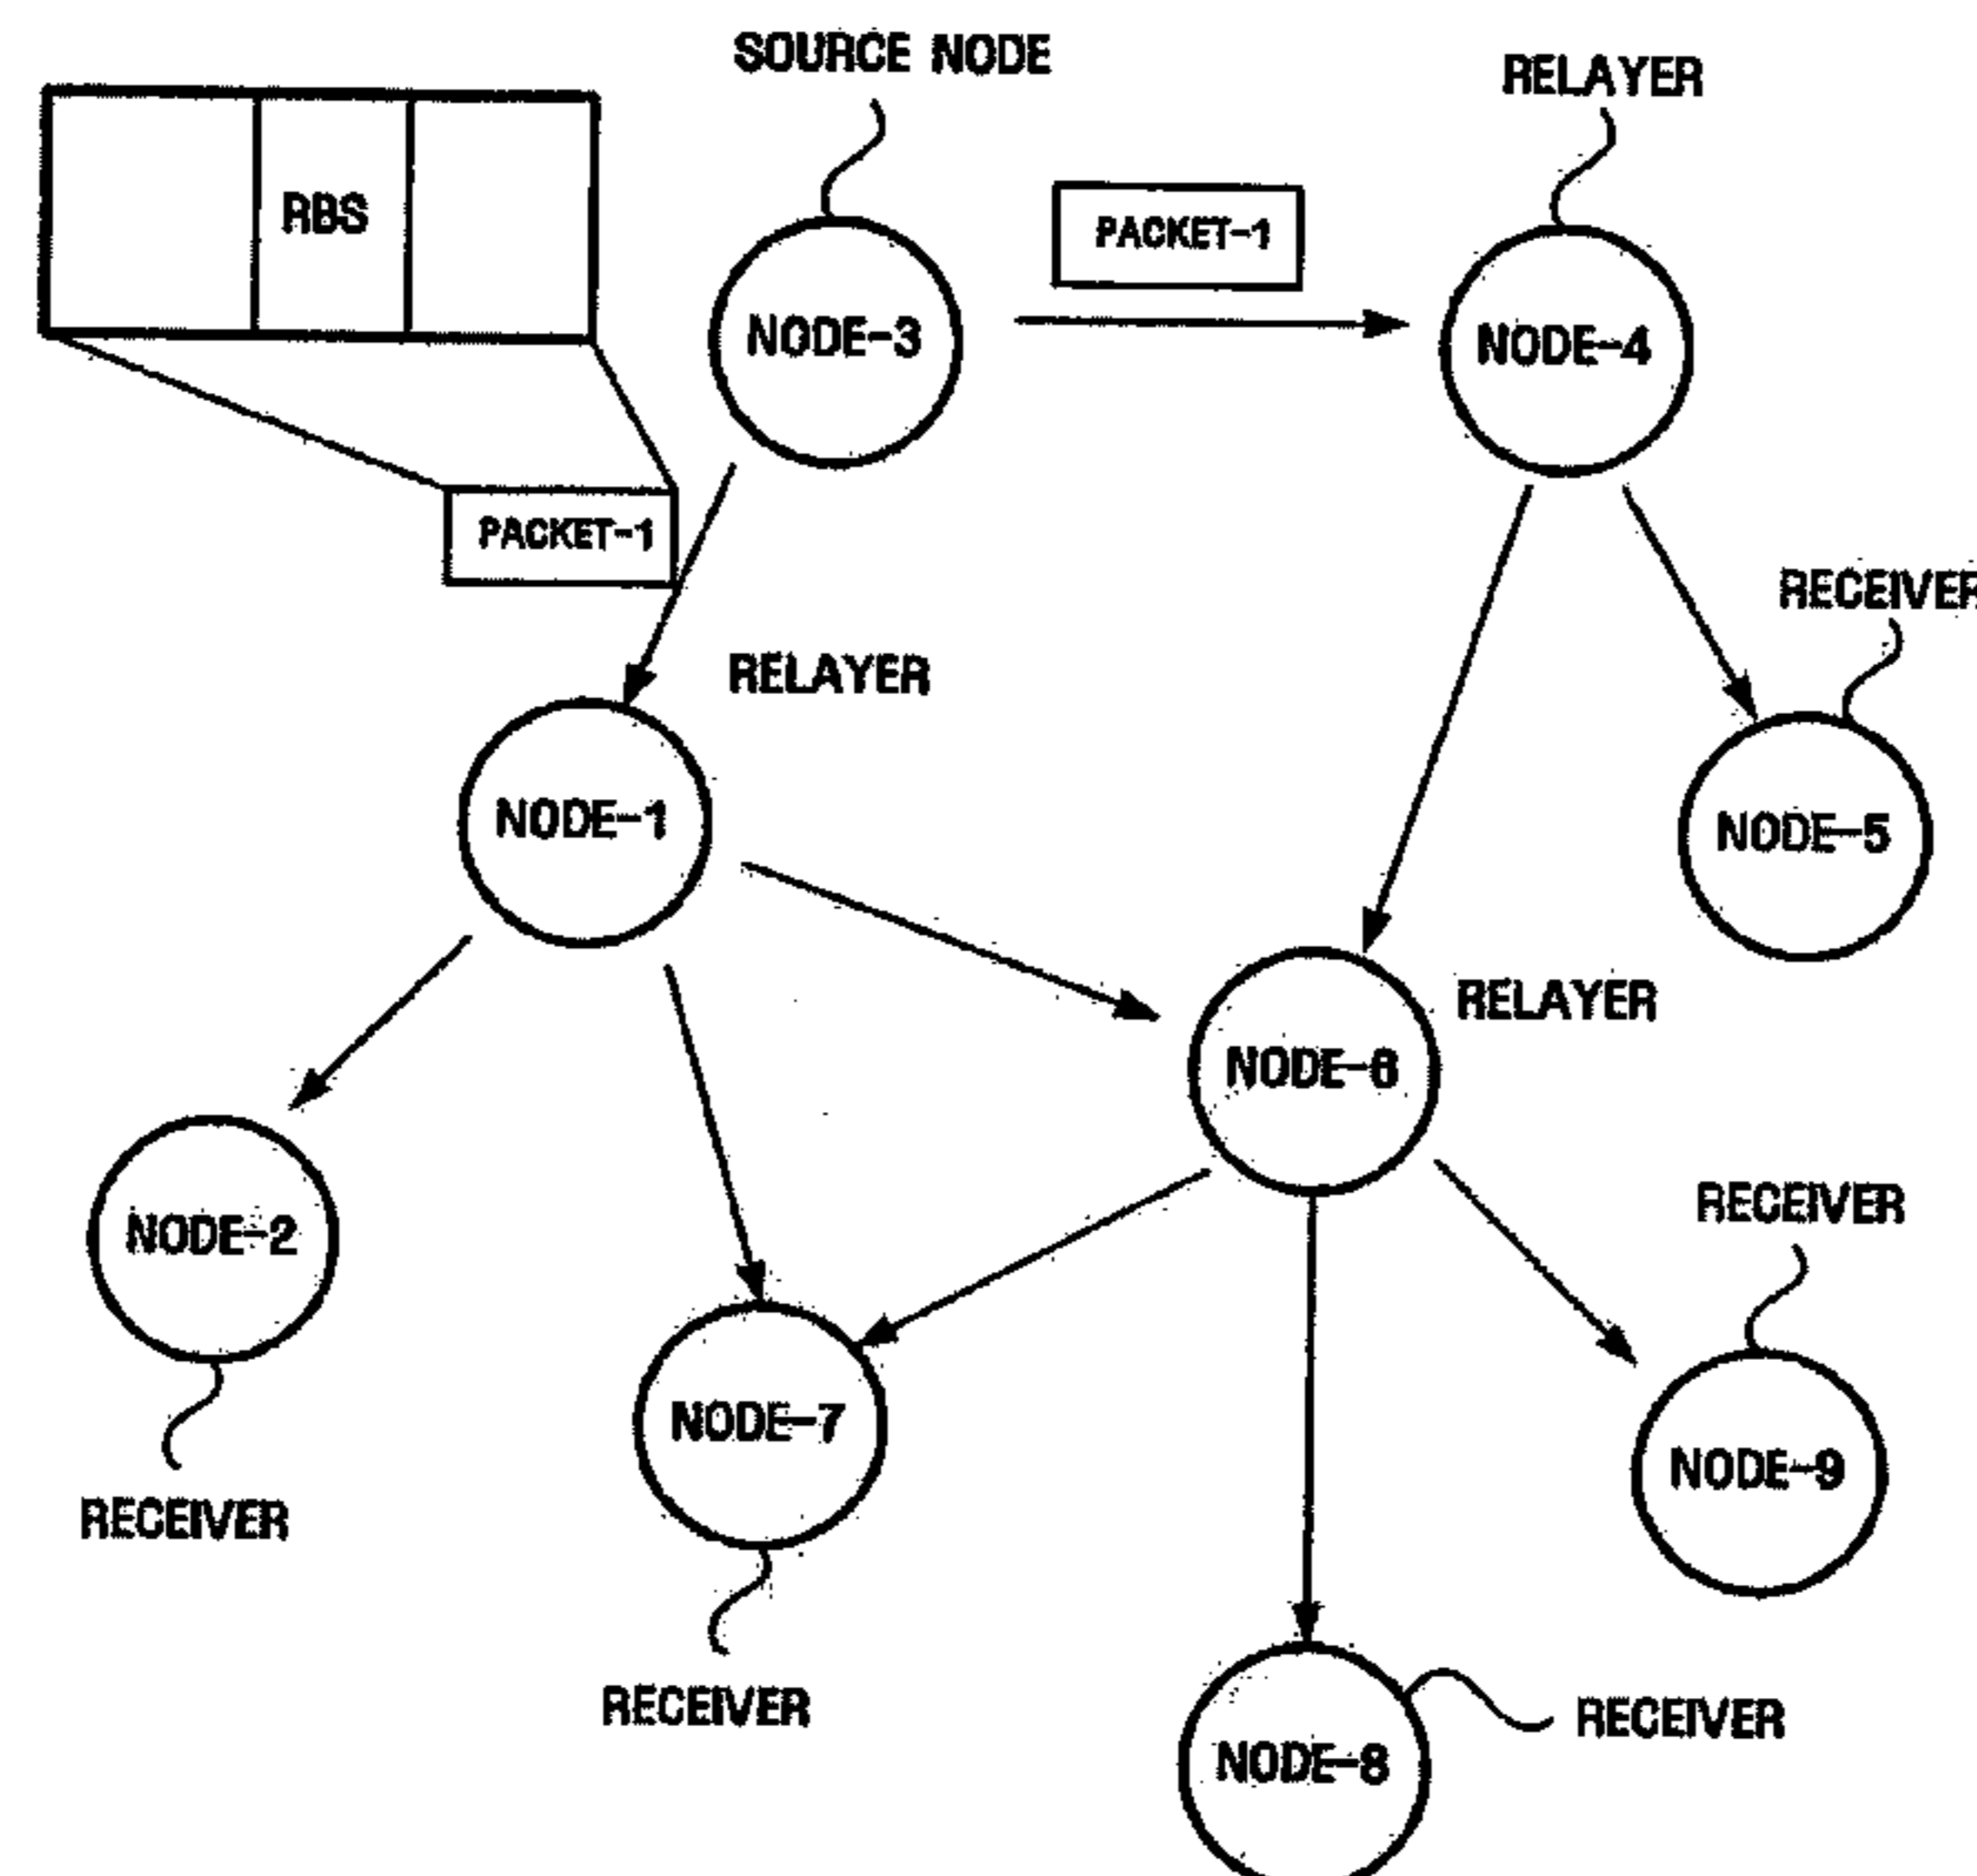 SOURCE NODE
RELAYER
RBS
PACKET-1
NODE-3
NODE-4
PACKET-1
RECEIVER
RELAYER
NODE-1
NODE-5
RELAYER
NODE-6
RECEIVER
NODE-2
NODE-7
NODE-9
RECEIVER
RECEIVER
RECEIVER
NODE-8